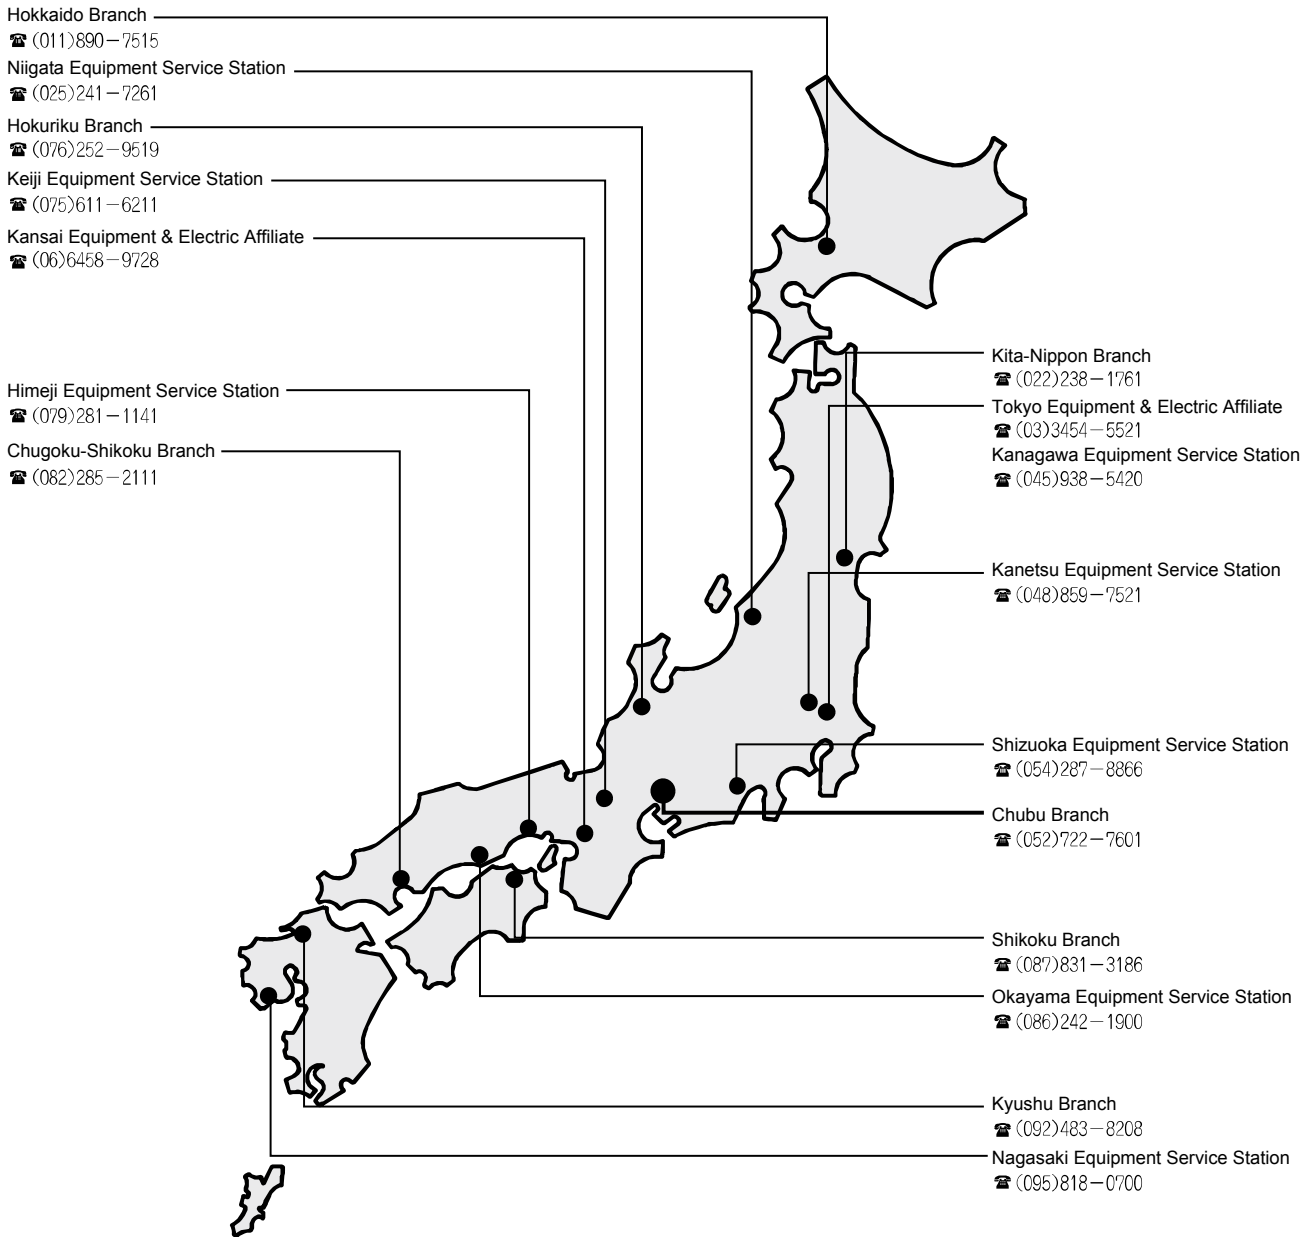 Hokkaido Branch
☎ (011)890－7515
Niigata Equipment Service Station
☎ (025)241－7261
Hokuriku Branch
☎ (076)252－9519
Keiji Equipment Service Station
☎ (075)611－6211
Kansai Equipment & Electric Affiliate
☎ (06)6458－9728
Himeji Equipment Service Station
☎ (079)281－1141
Chugoku-Shikoku Branch
☎ (082)285－2111
Kita-Nippon Branch
☎ (022)238－1761
Tokyo Equipment & Electric Affiliate
☎ (03)3454－5521
Kanagawa Equipment Service Station
☎ (045)938－5420
Kanetsu Equipment Service Station
☎ (048)859－7521
Shizuoka Equipment Service Station
☎ (054)287－8866
Chubu Branch
☎ (052)722－7601
Shikoku Branch
☎ (087)831－3186
Okayama Equipment Service Station
☎ (086)242－1900
Kyushu Branch
☎ (092)483－8208
Nagasaki Equipment Service Station
☎ (095)818－0700